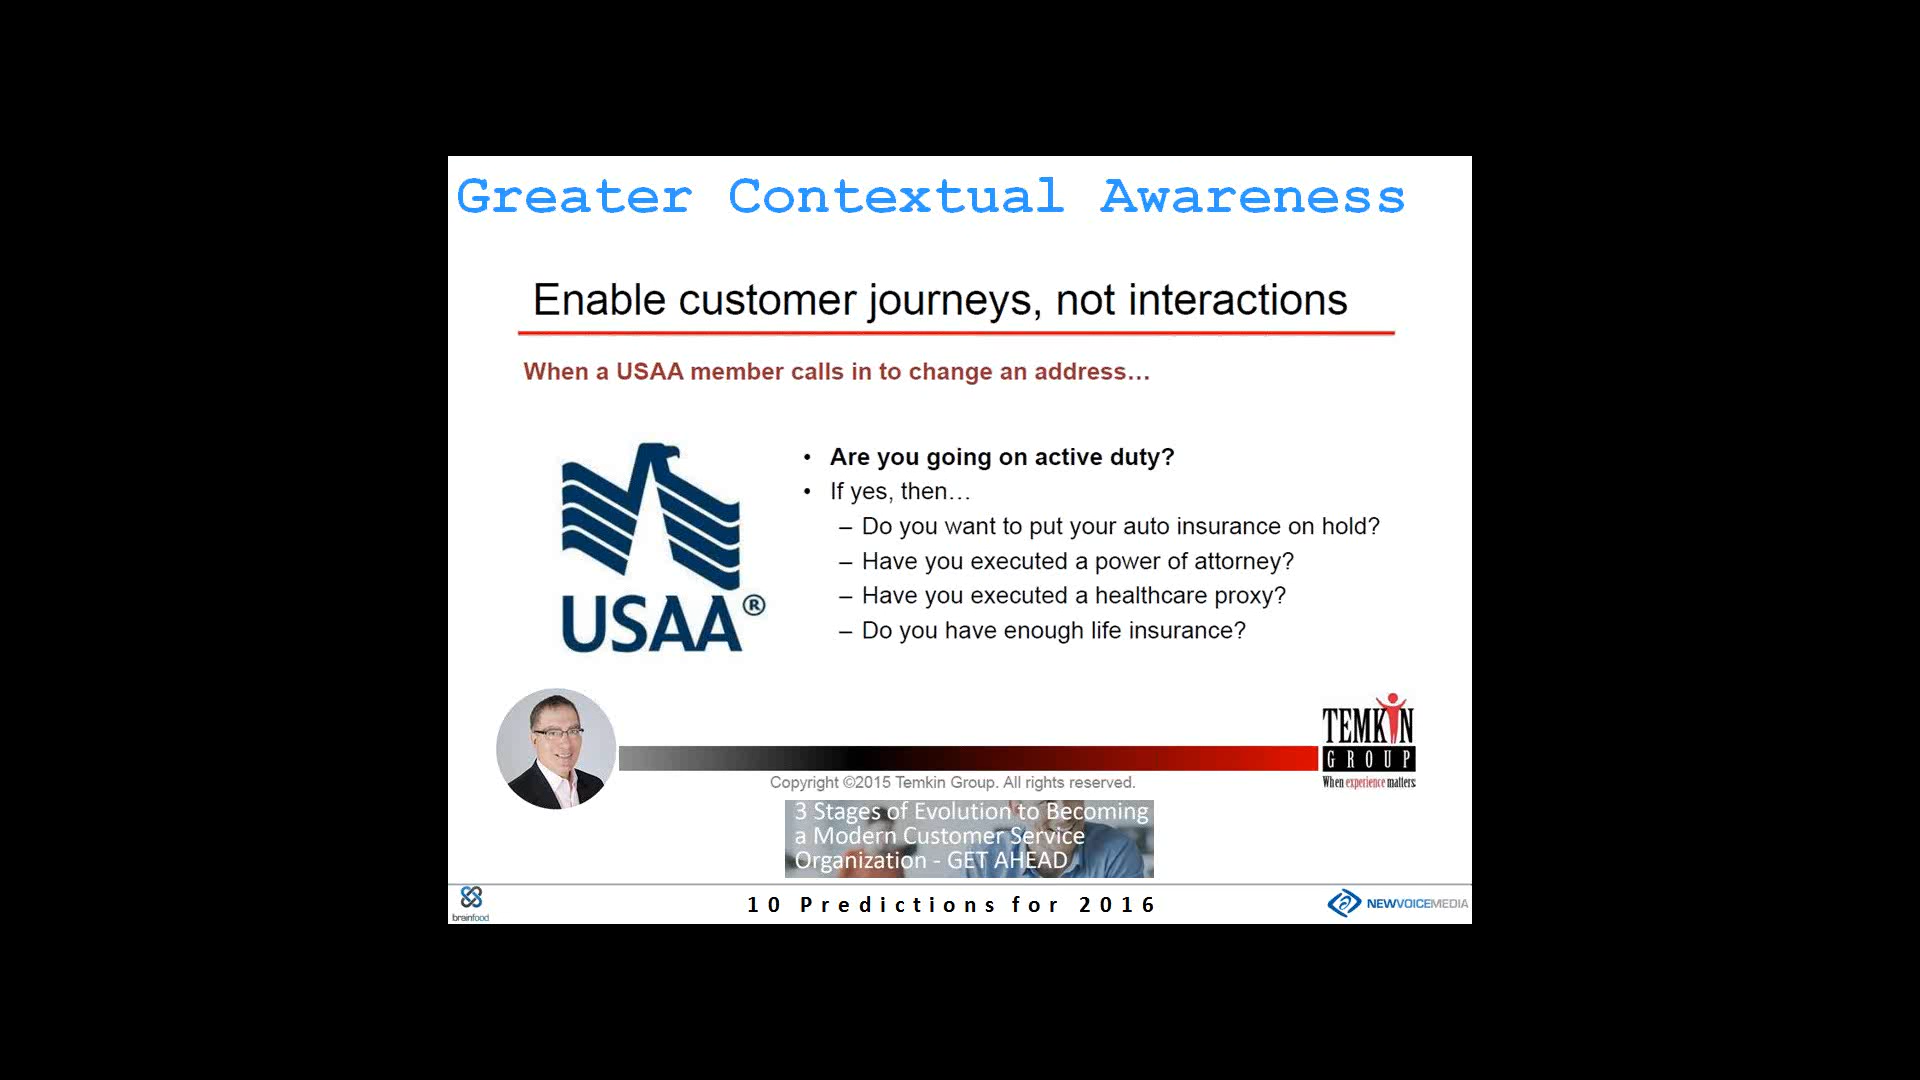 Greater Contextual Awareness
Enable customer journeys, not interactions
When a USAA member calls in to change an address…
• Are you going on active duty?
• If yes, then…
– Do you want to put your auto insurance on hold?
– Have you executed a power of attorney?
– Have you executed a healthcare proxy?
– Do you have enough life insurance?
USAA®
TEMKIN
GROUP
When experience matters
Copyright ©2015 Temkin Group. All rights reserved.
3 Stages of Evolution to Becoming
a Modern Customer Service
Organization - GET AHEAD
brainfood
10 Predictions for 2016
NEWVOICEMEDIA